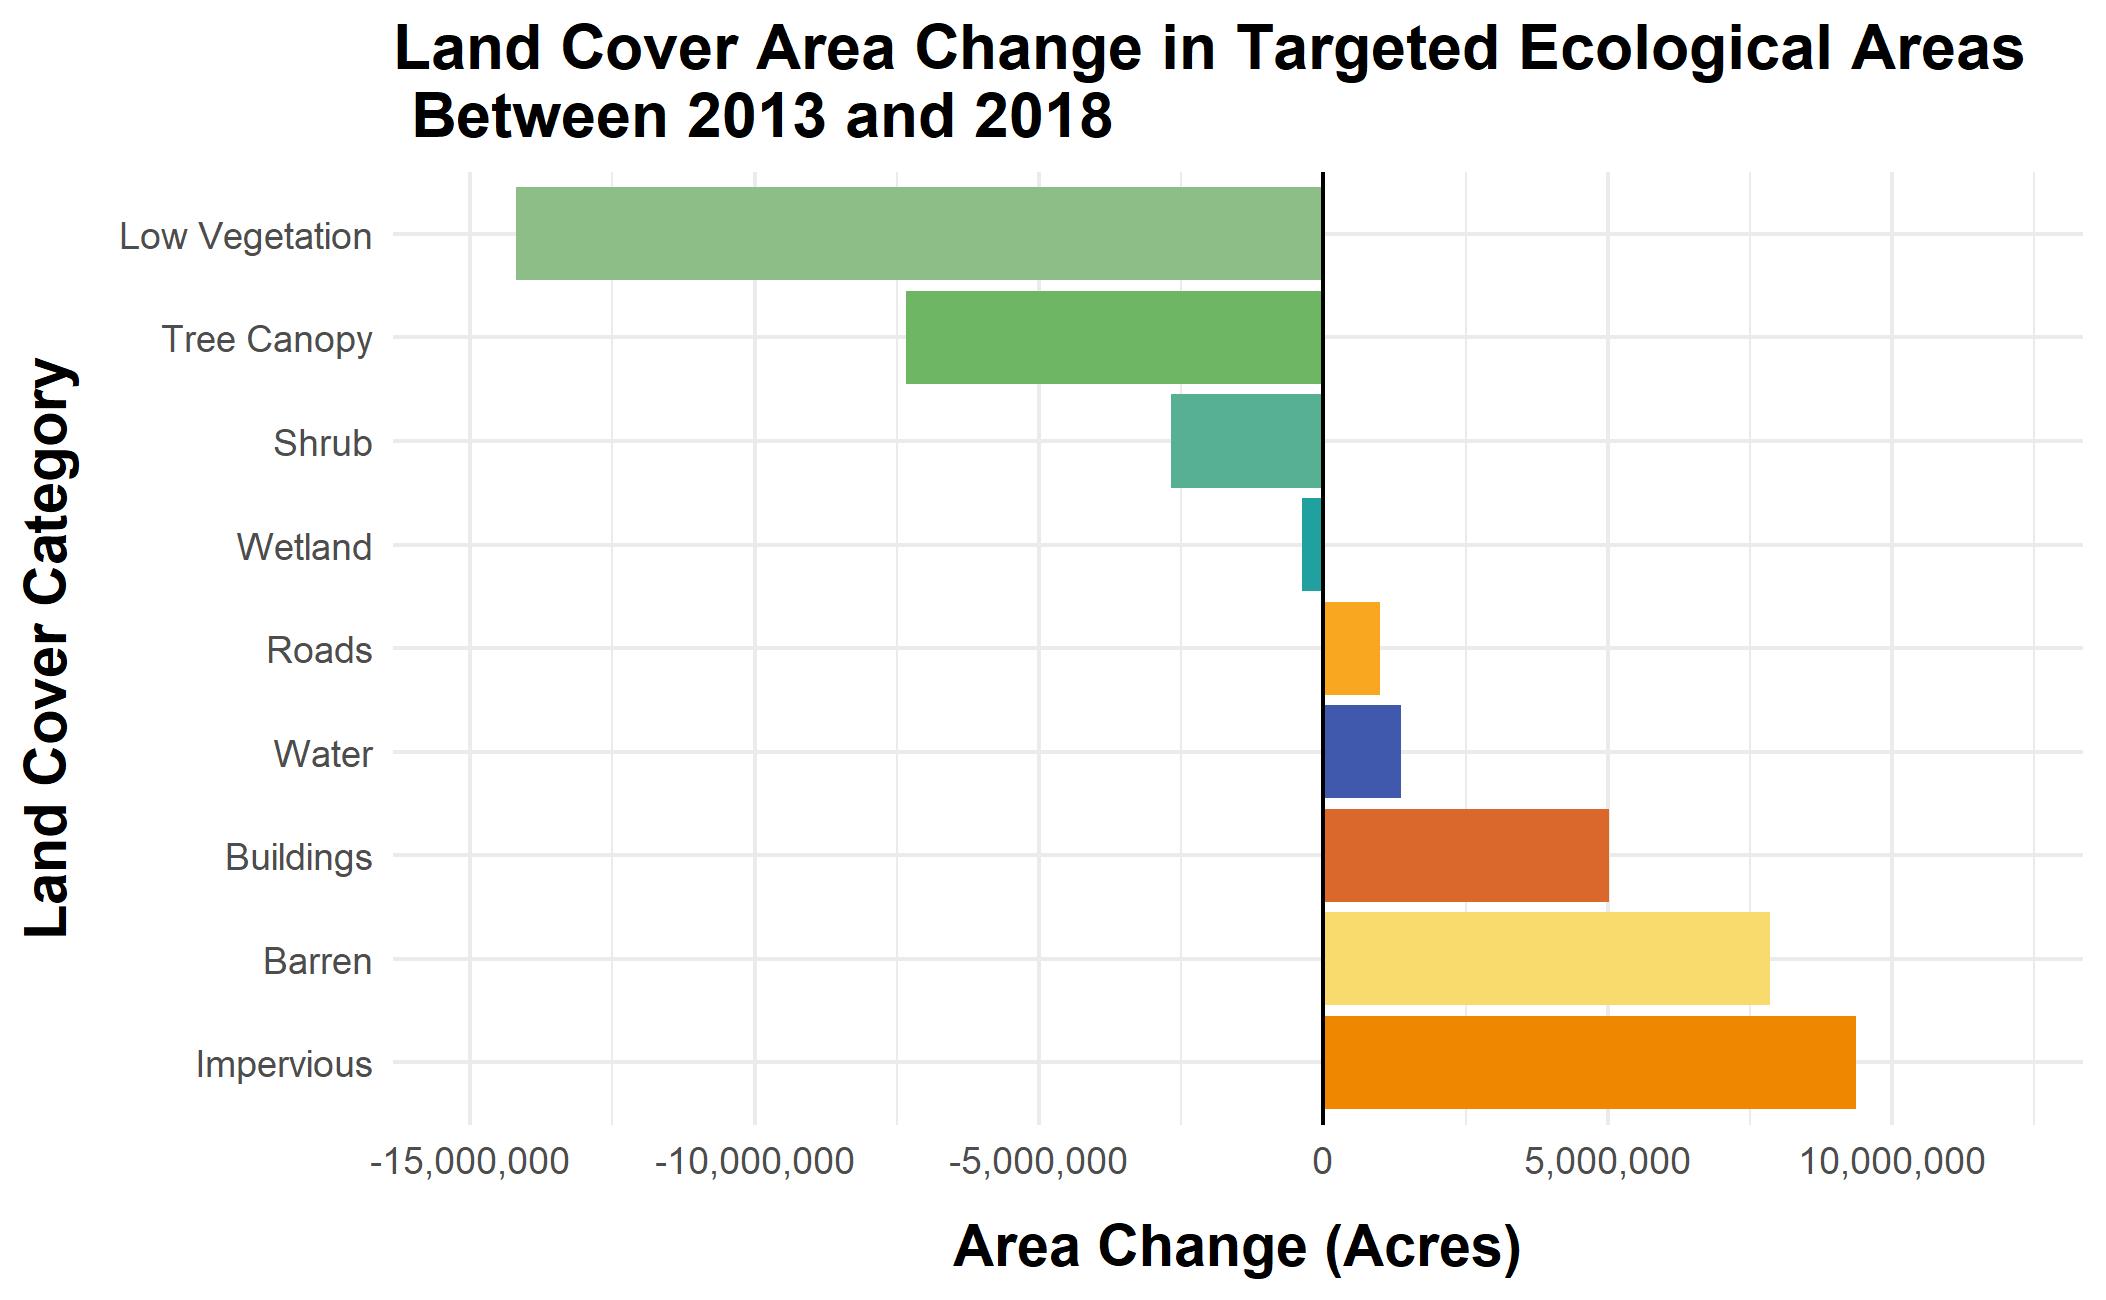 Land Cover Area Change in Targeted Ecological Areas
Between 2013 and 2018
Land Cover Category
Low Vegetation
Tree Canopy
Shrub
Wetland
Roads
Water
Buildings
Barren
Impervious
-15,000,000 -10,000,000 -5,000,000 0 5,000,000 10,000,000
Area Change (Acres)